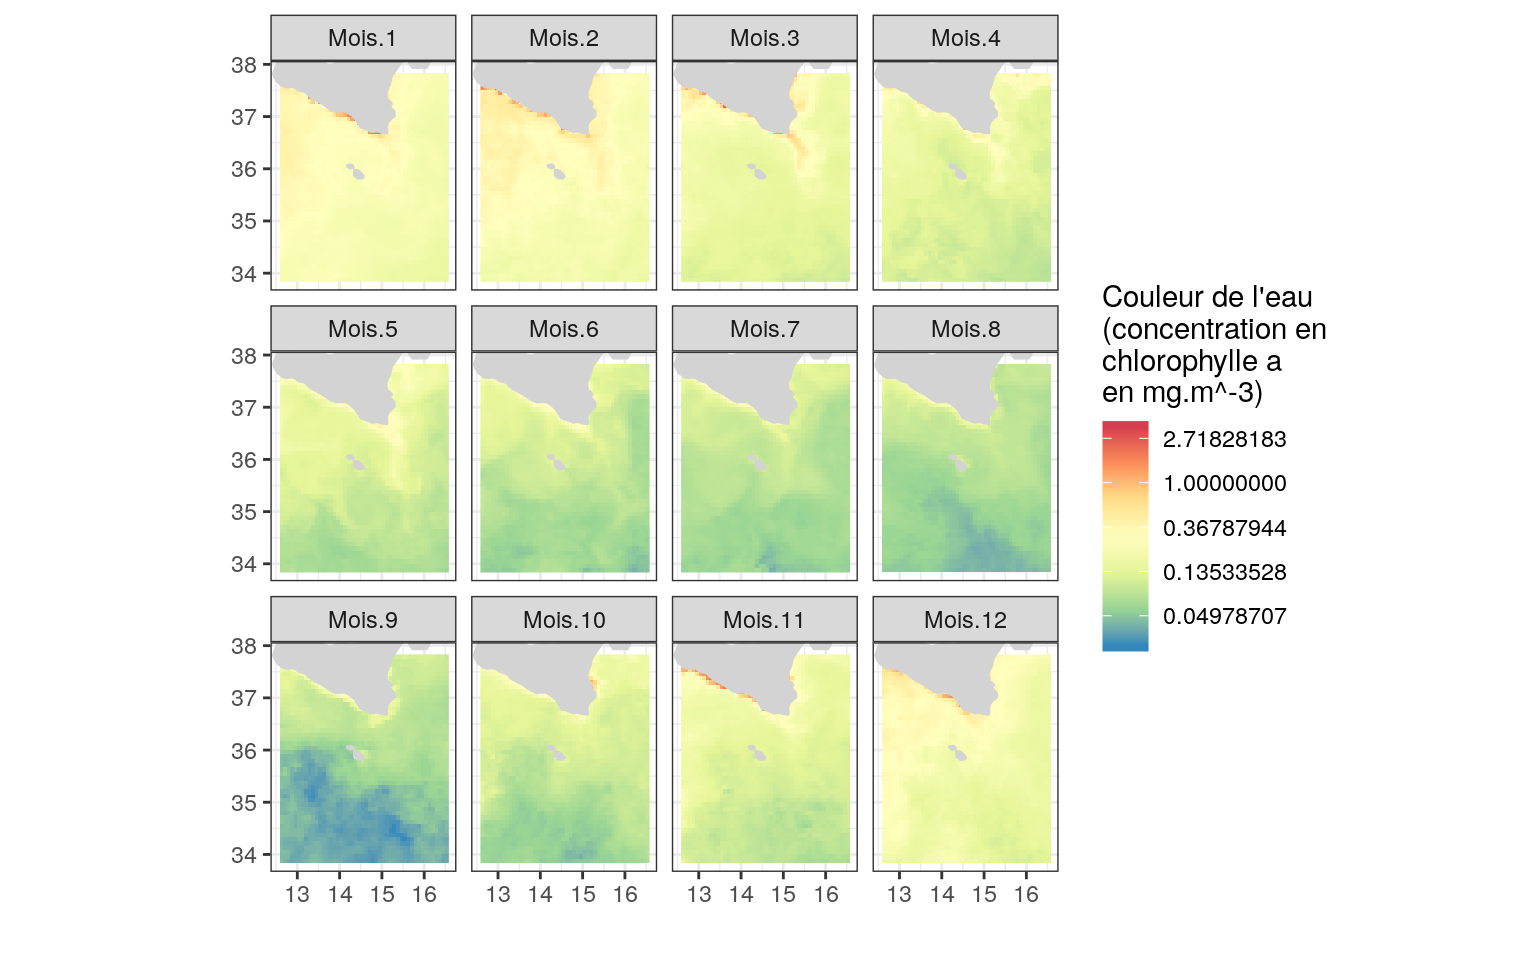 Mois.1 Mois.2 Mois.3 Mois.4
38
37
36
35
34
Mois.5 Mois.6 Mois.7 Mois.8
38
37
36
35
34
Mois.9 Mois.10 Mois.11 Mois.12
38
37
36
35
34
13 14 15 16 13 14 15 16 13 14 15 16 13 14 15 16
Couleur de l'eau
(concentration en
chlorophylle a
en mg.m^-3)
2.71828183
1.00000000
0.36787944
0.13533528
0.04978707